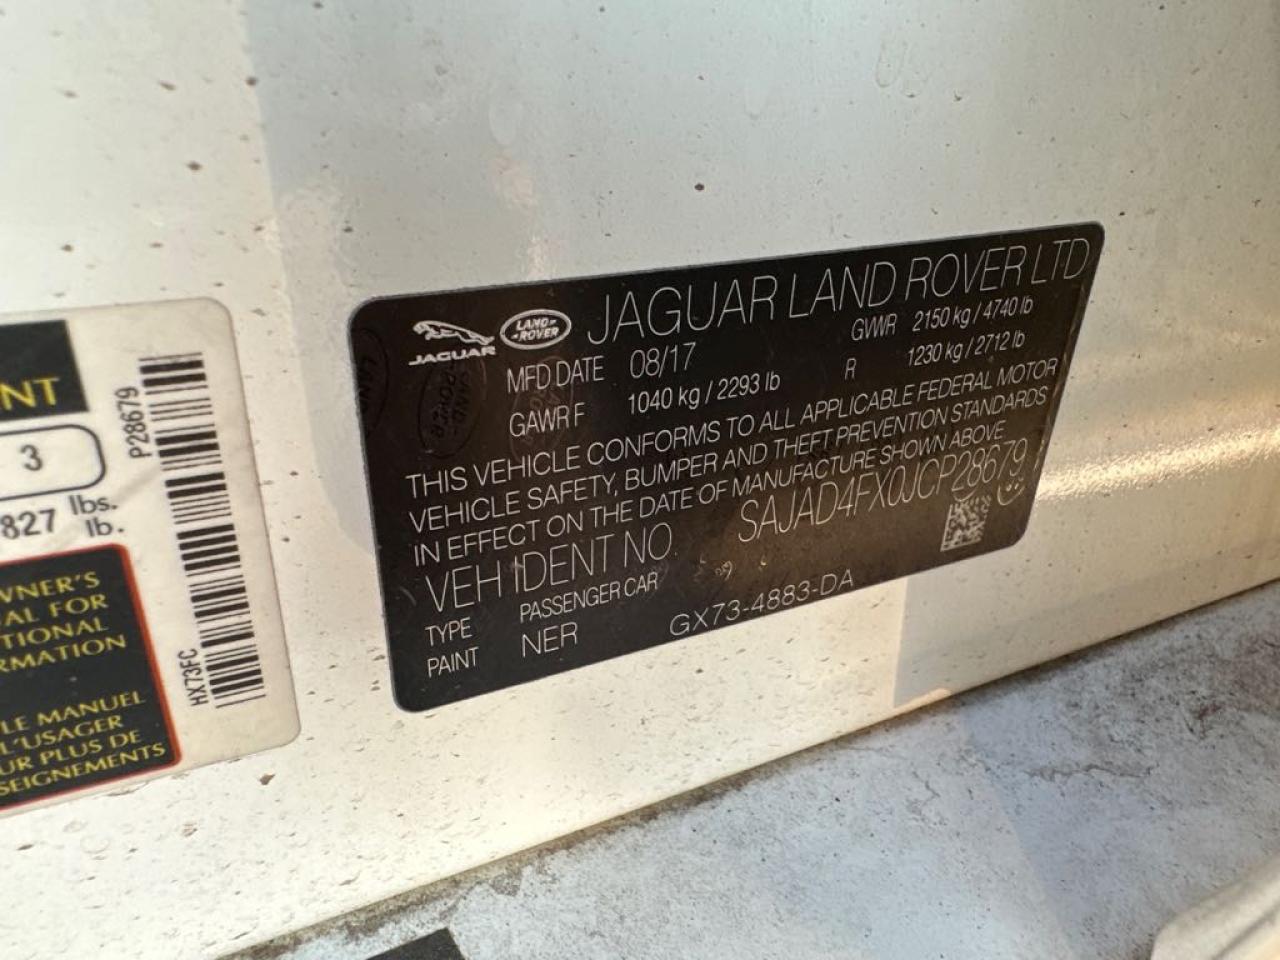 NT
3
827 lbs.
lb.
P28679
HX73FC
WNER'S
AL FOR
TIONAL
RMATION
LE MANUEL
L'USAGER
UR PLUS DE
SEIGNEMENTS
JAGUAR
LAND ROVER
JAGUAR LAND ROVER LTD
MFD DATE 08/17 GVWR 2150 kg / 4740 lb
GAWR F 1040 kg / 2293 lb R 1230 kg / 2712 lb
THIS VEHICLE CONFORMS TO ALL APPLICABLE FEDERAL MOTOR
VEHICLE SAFETY, BUMPER AND THEFT PREVENTION STANDARDS
IN EFFECT ON THE DATE OF MANUFACTURE SHOWN ABOVE
VEH IDENT NO. SAJAD4FX0JCP28679
TYPE PASSENGER CAR
PAINT NER GX73-4883-DA